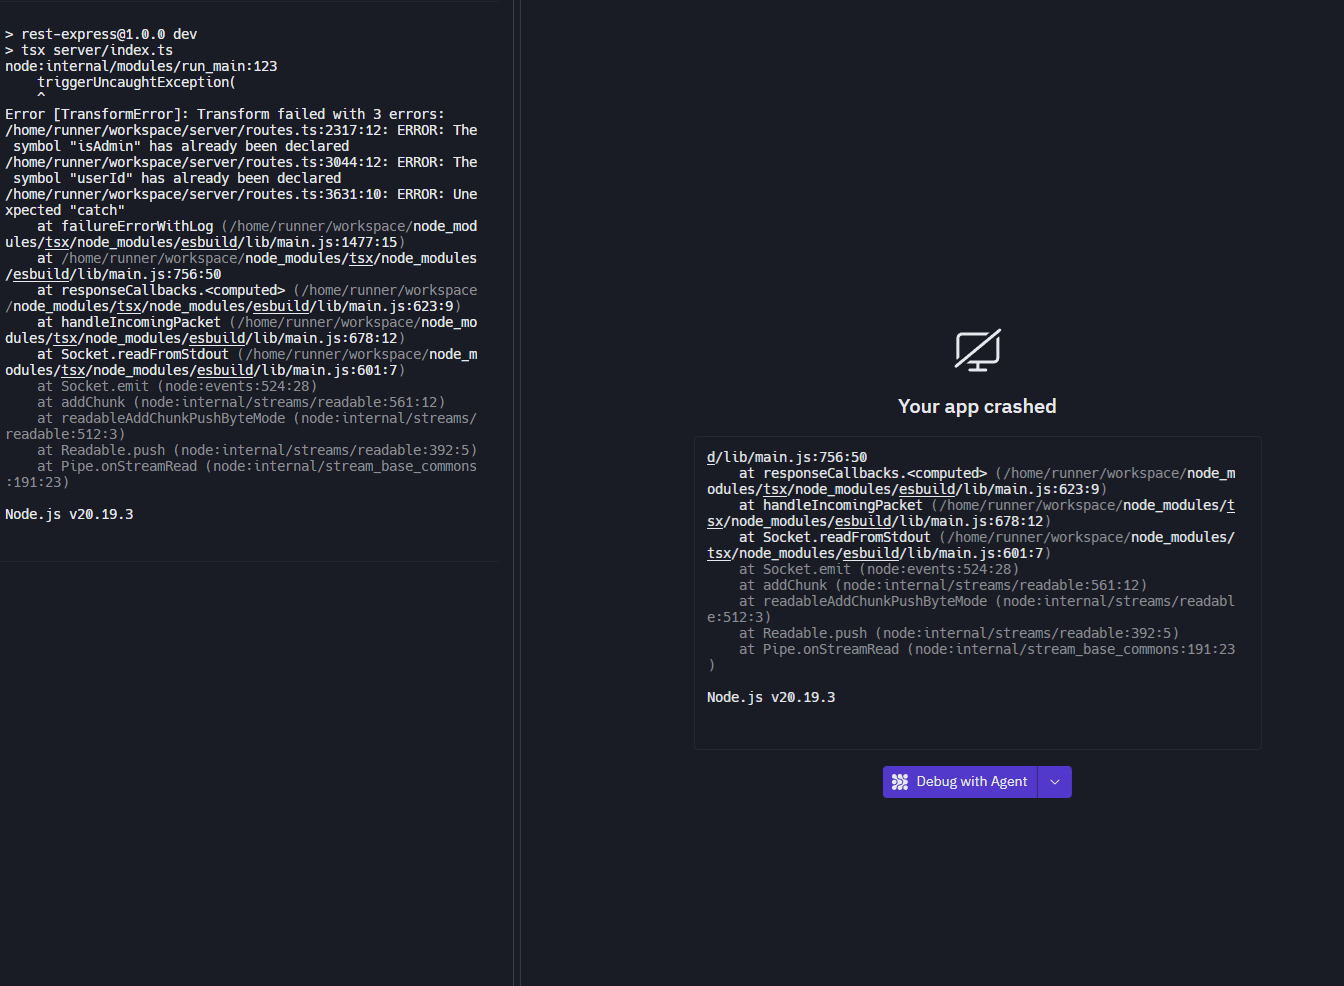 > rest-express@1.0.0 dev
> tsx server/index.ts
node:internal/modules/run_main:123
    triggerUncaughtException(
    ^
Error [TransformError]: Transform failed with 3 errors:
/home/runner/workspace/server/routes.ts:2317:12: ERROR: The
 symbol "isAdmin" has already been declared
/home/runner/workspace/server/routes.ts:3044:12: ERROR: The
 symbol "userId" has already been declared
/home/runner/workspace/server/routes.ts:3631:10: ERROR: Une
xpected "catch"
    at failureErrorWithLog (/home/runner/workspace/node_mod
ules/tsx/node_modules/esbuild/lib/main.js:1477:15)
    at /home/runner/workspace/node_modules/tsx/node_modules
/esbuild/lib/main.js:756:50
    at responseCallbacks.<computed> (/home/runner/workspace
/node_modules/tsx/node_modules/esbuild/lib/main.js:623:9)
    at handleIncomingPacket (/home/runner/workspace/node_mo
dules/tsx/node_modules/esbuild/lib/main.js:678:12)
    at Socket.readFromStdout (/home/runner/workspace/node_m
odules/tsx/node_modules/esbuild/lib/main.js:601:7)
    at Socket.emit (node:events:524:28)
    at addChunk (node:internal/streams/readable:561:12)
    at readableAddChunkPushByteMode (node:internal/streams/
readable:512:3)
    at Readable.push (node:internal/streams/readable:392:5)
    at Pipe.onStreamRead (node:internal/stream_base_commons
:191:23)
Node.js v20.19.3
Your app crashed
d/lib/main.js:756:50
    at responseCallbacks.<computed> (/home/runner/workspace/node_m
odules/tsx/node_modules/esbuild/lib/main.js:623:9)
    at handleIncomingPacket (/home/runner/workspace/node_modules/t
sx/node_modules/esbuild/lib/main.js:678:12)
    at Socket.readFromStdout (/home/runner/workspace/node_modules/
tsx/node_modules/esbuild/lib/main.js:601:7)
    at Socket.emit (node:events:524:28)
    at addChunk (node:internal/streams/readable:561:12)
    at readableAddChunkPushByteMode (node:internal/streams/readabl
e:512:3)
    at Readable.push (node:internal/streams/readable:392:5)
    at Pipe.onStreamRead (node:internal/stream_base_commons:191:23
)
Node.js v20.19.3
Debug with Agent